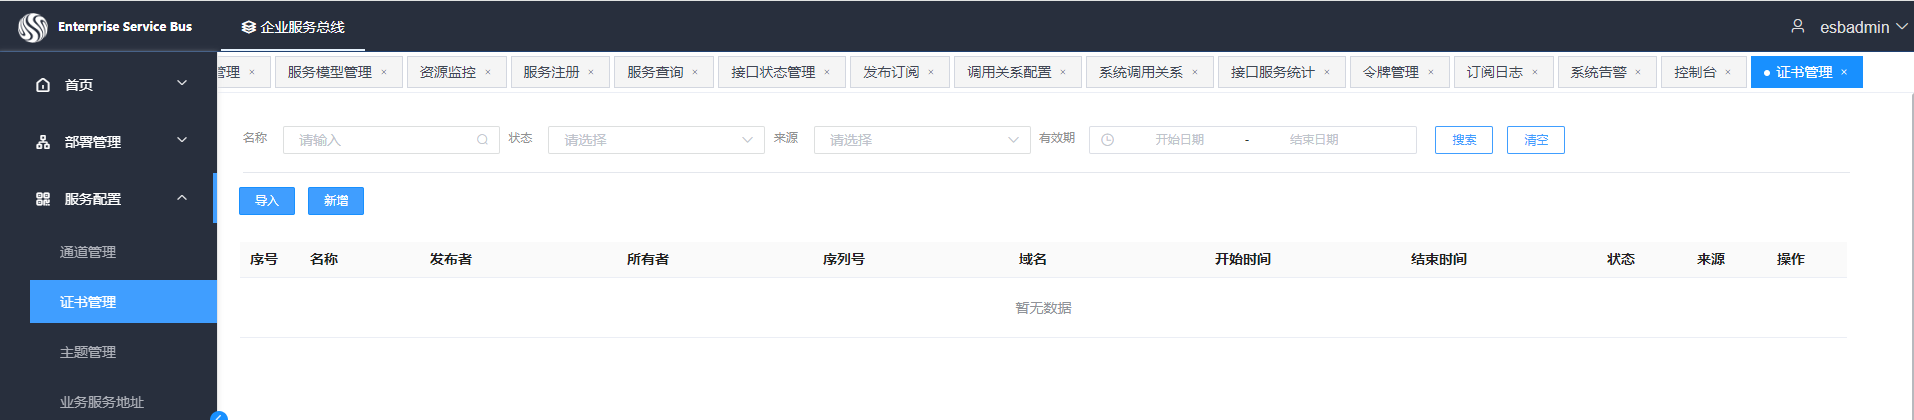 Enterprise Service Bus
企业服务总线
esbadmin
首页
部署管理
服务配置
通道管理
证书管理
主题管理
业务服务地址
管理 × 服务模型管理 × 资源监控 × 服务注册 × 服务查询 × 接口状态管理 × 发布订阅 × 调用关系配置 × 系统调用关系 × 接口服务统计 × 令牌管理 × 订阅日志 × 系统告警 × 控制台 × 证书管理 ×
名称 请输入 状态 请选择 来源 请选择 有效期 开始日期 - 结束日期 搜索 清空
导入 新增
序号 名称 发布者 所有者 序列号 域名 开始时间 结束时间 状态 来源 操作
暂无数据